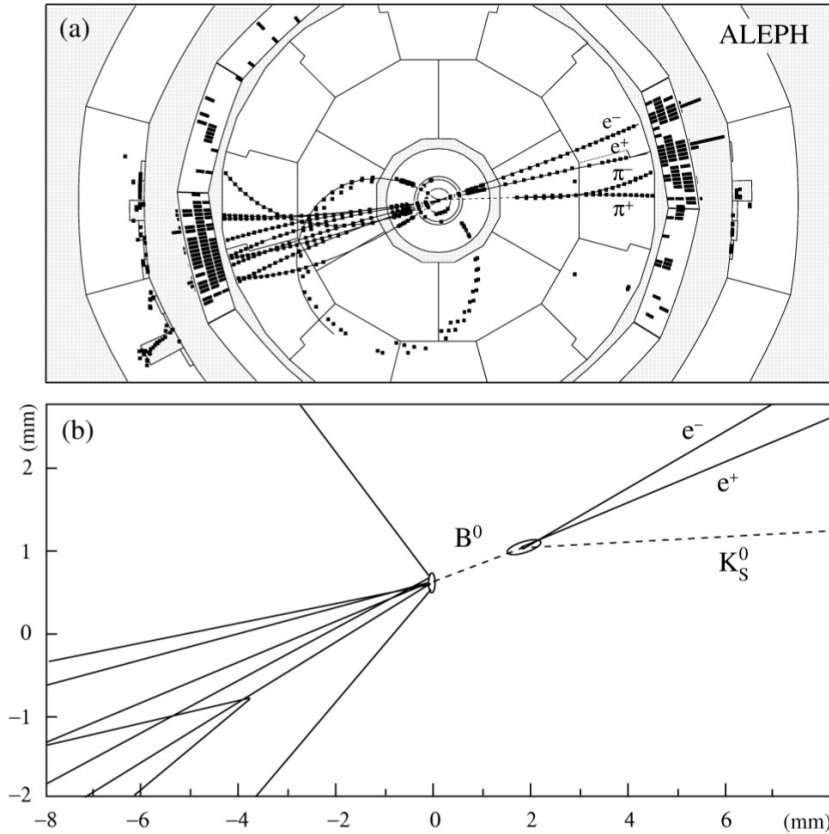 (a)
ALEPH
e⁻
e⁺
π⁻
π⁺
(b)
(mm)
2
1
0
−1
−2
B⁰
e⁻
e⁺
K⁰S
−8 −6 −4 −2 0 2 4 6 (mm)